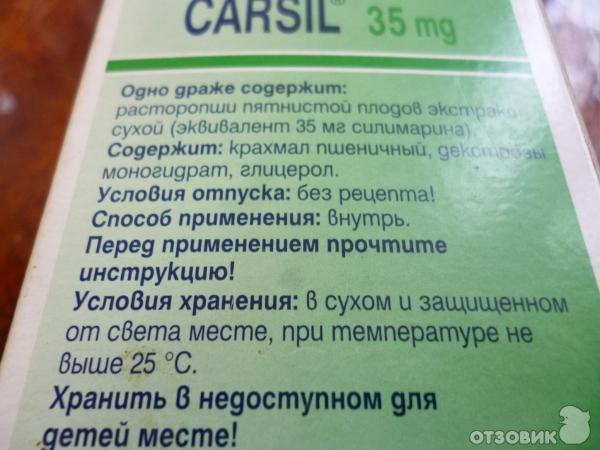 CARSIL® 35 mg
Одно драже содержит:
расторопши пятнистой плодов экстракт
сухой (эквивалент 35 мг силимарина).
Содержит: крахмал пшеничный, декстрозы
моногидрат, глицерол.
Условия отпуска: без рецепта!
Способ применения: внутрь.
Перед применением прочтите
инструкцию!
Условия хранения: в сухом и защищенном
от света месте, при температуре не
выше 25 °C.
Хранить в недоступном для
детей месте!
ОТЗОВИК